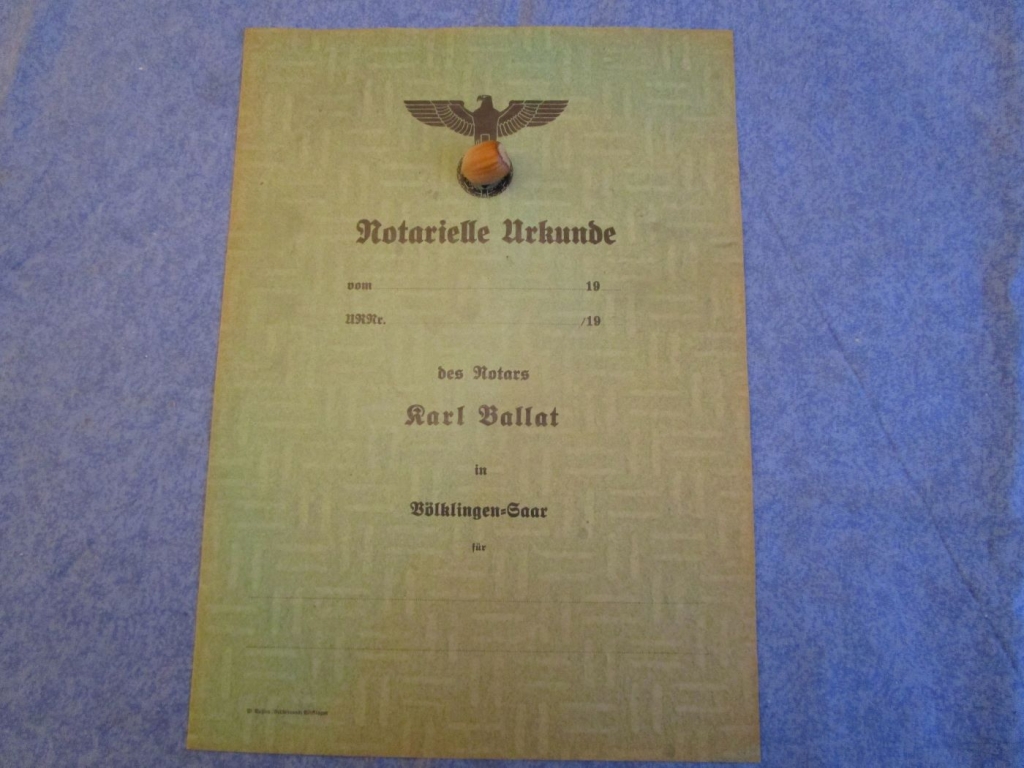 Notarielle Urkunde
vom 19
URNr. /19
des Notars
Karl Ballat
in
Völklingen-Saar
für